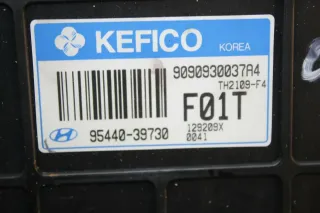 KEFICO
KOREA
9090930037A4
TH2109-F4
F01T
95440-39730
129209X
0041